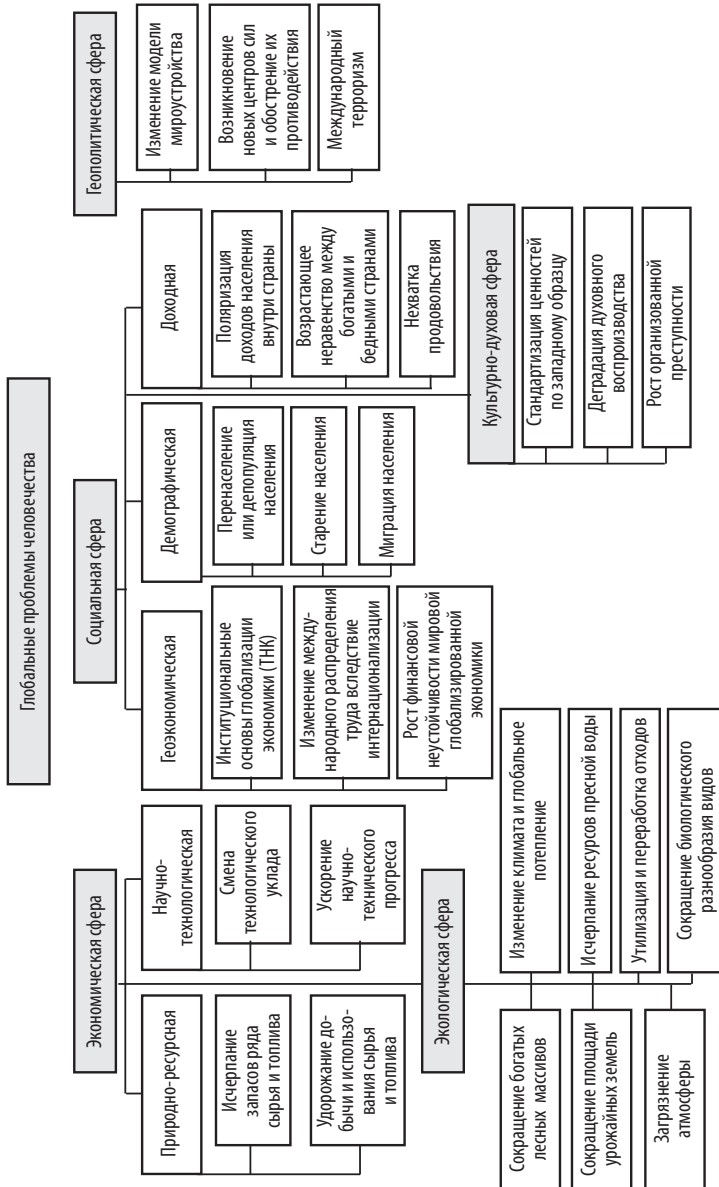 Глобальные проблемы человечества
Экономическая сфера
Природно-ресурсная
Исчерпание
запасов ряда
сырья и топлива
Удорожание до-
бычи и использо-
вания сырья
и топлива
Научно-
технологическая
Смена
технологического
уклада
Ускорение
научно-
технического
прогресса
Экологическая сфера
Сокращение богатых
лесных массивов
Сокращение площади
урожайных земель
Загрязнение
атмосферы
Изменение климата и глобальное
потепление
Исчерпание ресурсов пресной воды
Утилизация и переработка отходов
Сокращение биологического
разнообразия видов
Социальная сфера
Геоэкономическая
Институциональные
основы глобализации
экономики (ТНК)
Изменение между-
народного распределения
труда вследствие
интернационализации
Рост финансовой
неустойчивости мировой
глобализированной
экономики
Демографическая
Перенаселение
или депопуляция
населения
Старение населения
Миграция населения
Доходная
Поляризация
доходов населения
внутри страны
Возрастающее
неравенство между
богатыми и
бедными странами
Нехватка
продовольствия
Культурно-духовая сфера
Стандартизация ценностей
по западному образцу
Деградация духовного
воспроизводства
Рост организованной
преступности
Геополитическая сфера
Изменение модели
мироустройства
Возникновение
новых центров сил
и обострение их
противодействия
Международный
терроризм